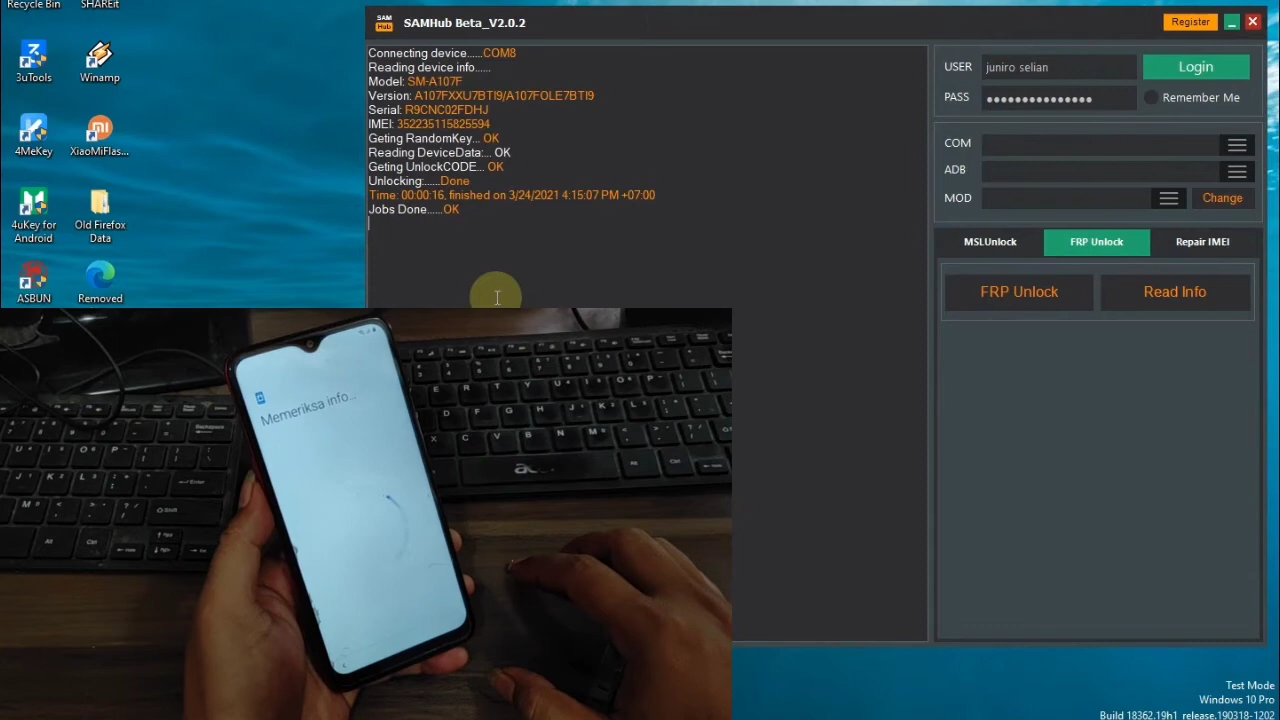 Recycle Bin
SHAREit
3uTools
Winamp
4MeKey
XiaoMiFlas...
4uKey for
Android
Old Firefox
Data
ASBUN
Removed
SAM
Hub
SAMHub Beta_V2.0.2
Register
Connecting device......COM8
Reading device info......
Model: SM-A107F
Version: A107FXXU7BTI9/A107FOLE7BTI9
Serial: R9CNC02FDHJ
IMEI: 352235115825594
Geting RandomKey... OK
Reading DeviceData:... OK
Geting UnlockCODE... OK
Unlocking:......Done
Time: 00:00:16, finished on 3/24/2021 4:15:07 PM +07:00
Jobs Done......OK
USER
juniro selian
Login
PASS
Remember Me
COM
ADB
MOD
Change
MSLUnlock
FRP Unlock
Repair IMEI
FRP Unlock
Read Info
Memeriksa info...
acer
Test Mode
Windows 10 Pro
Build 18362.19h1_release.190318-1202